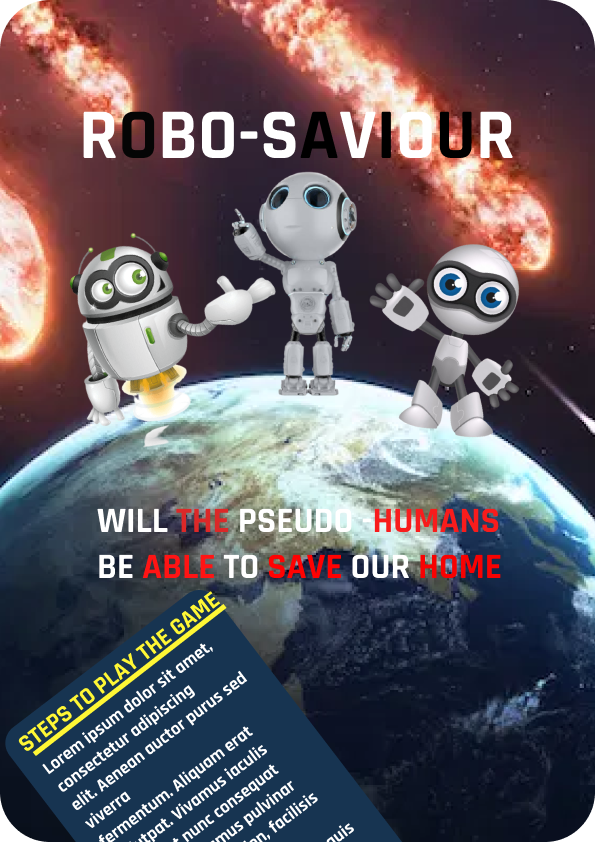 ROBO-SAVIOUR
WILL THE PSEUDO-HUMANS
BE ABLE TO SAVE OUR HOME
STEPS TO PLAY THE GAME
Lorem ipsum dolor sit amet,
consectetur adipiscing
elit. Aenean auctor purus sed
viverra
fermentum. Aliquam erat
Vivamus iaculis
nunc consequat
pulvinar
facilisis
quis